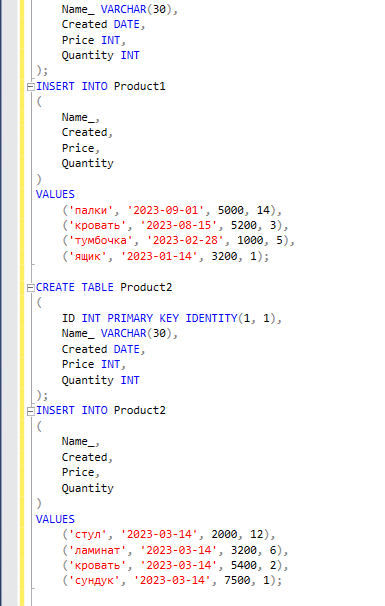 Name_ VARCHAR(30),
Created DATE,
Price INT,
Quantity INT
);
INSERT INTO Product1
(
Name_,
Created,
Price,
Quantity
)
VALUES
('палки', '2023-09-01', 5000, 14),
('кровать', '2023-08-15', 5200, 3),
('тумбочка', '2023-02-28', 1000, 5),
('ящик', '2023-01-14', 3200, 1);
CREATE TABLE Product2
(
ID INT PRIMARY KEY IDENTITY(1, 1),
Name_ VARCHAR(30),
Created DATE,
Price INT,
Quantity INT
);
INSERT INTO Product2
(
Name_,
Created,
Price,
Quantity
)
VALUES
('стул', '2023-03-14', 2000, 12),
('ламинат', '2023-03-14', 3200, 6),
('кровать', '2023-03-14', 5400, 2),
('сундук', '2023-03-14', 7500, 1);